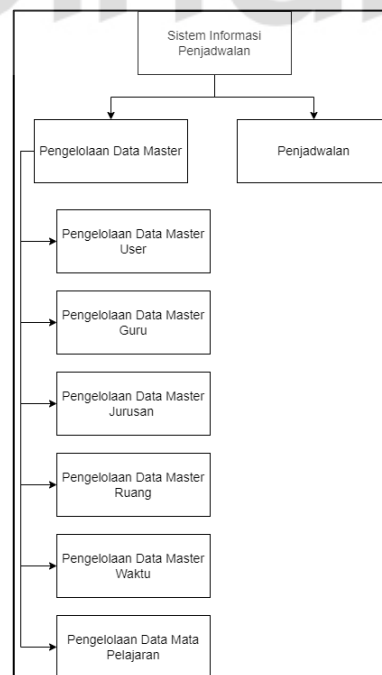 Sistem Informasi
Penjadwalan
Pengelolaan Data Master
Penjadwalan
Pengelolaan Data Master
User
Pengelolaan Data Master
Guru
Pengelolaan Data Master
Jurusan
Pengelolaan Data Master
Ruang
Pengelolaan Data Master
Waktu
Pengelolaan Data Mata
Pelajaran